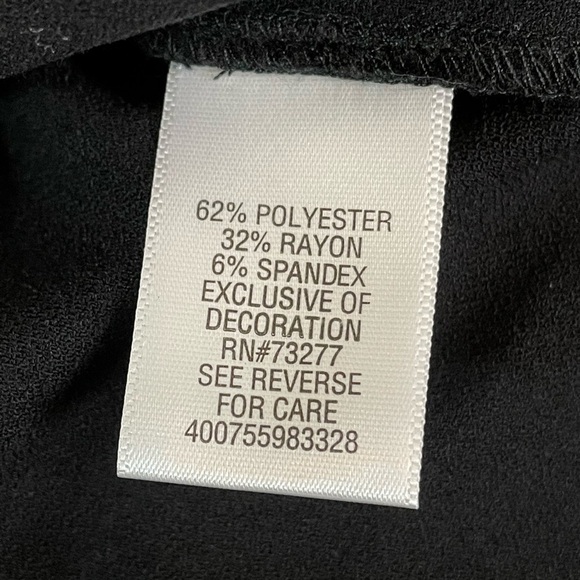 62% POLYESTER
32% RAYON
6% SPANDEX
EXCLUSIVE OF
DECORATION
RN#73277
SEE REVERSE
FOR CARE
400755983328